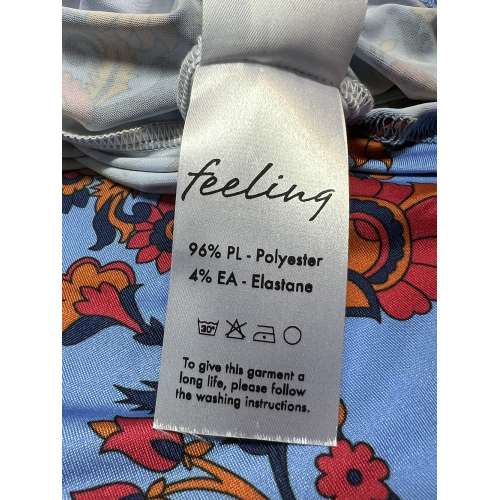 feeling
96% PL - Polyester
4% EA - Elastane
30°
To give this garment a
long life, please follow
the washing instructions.